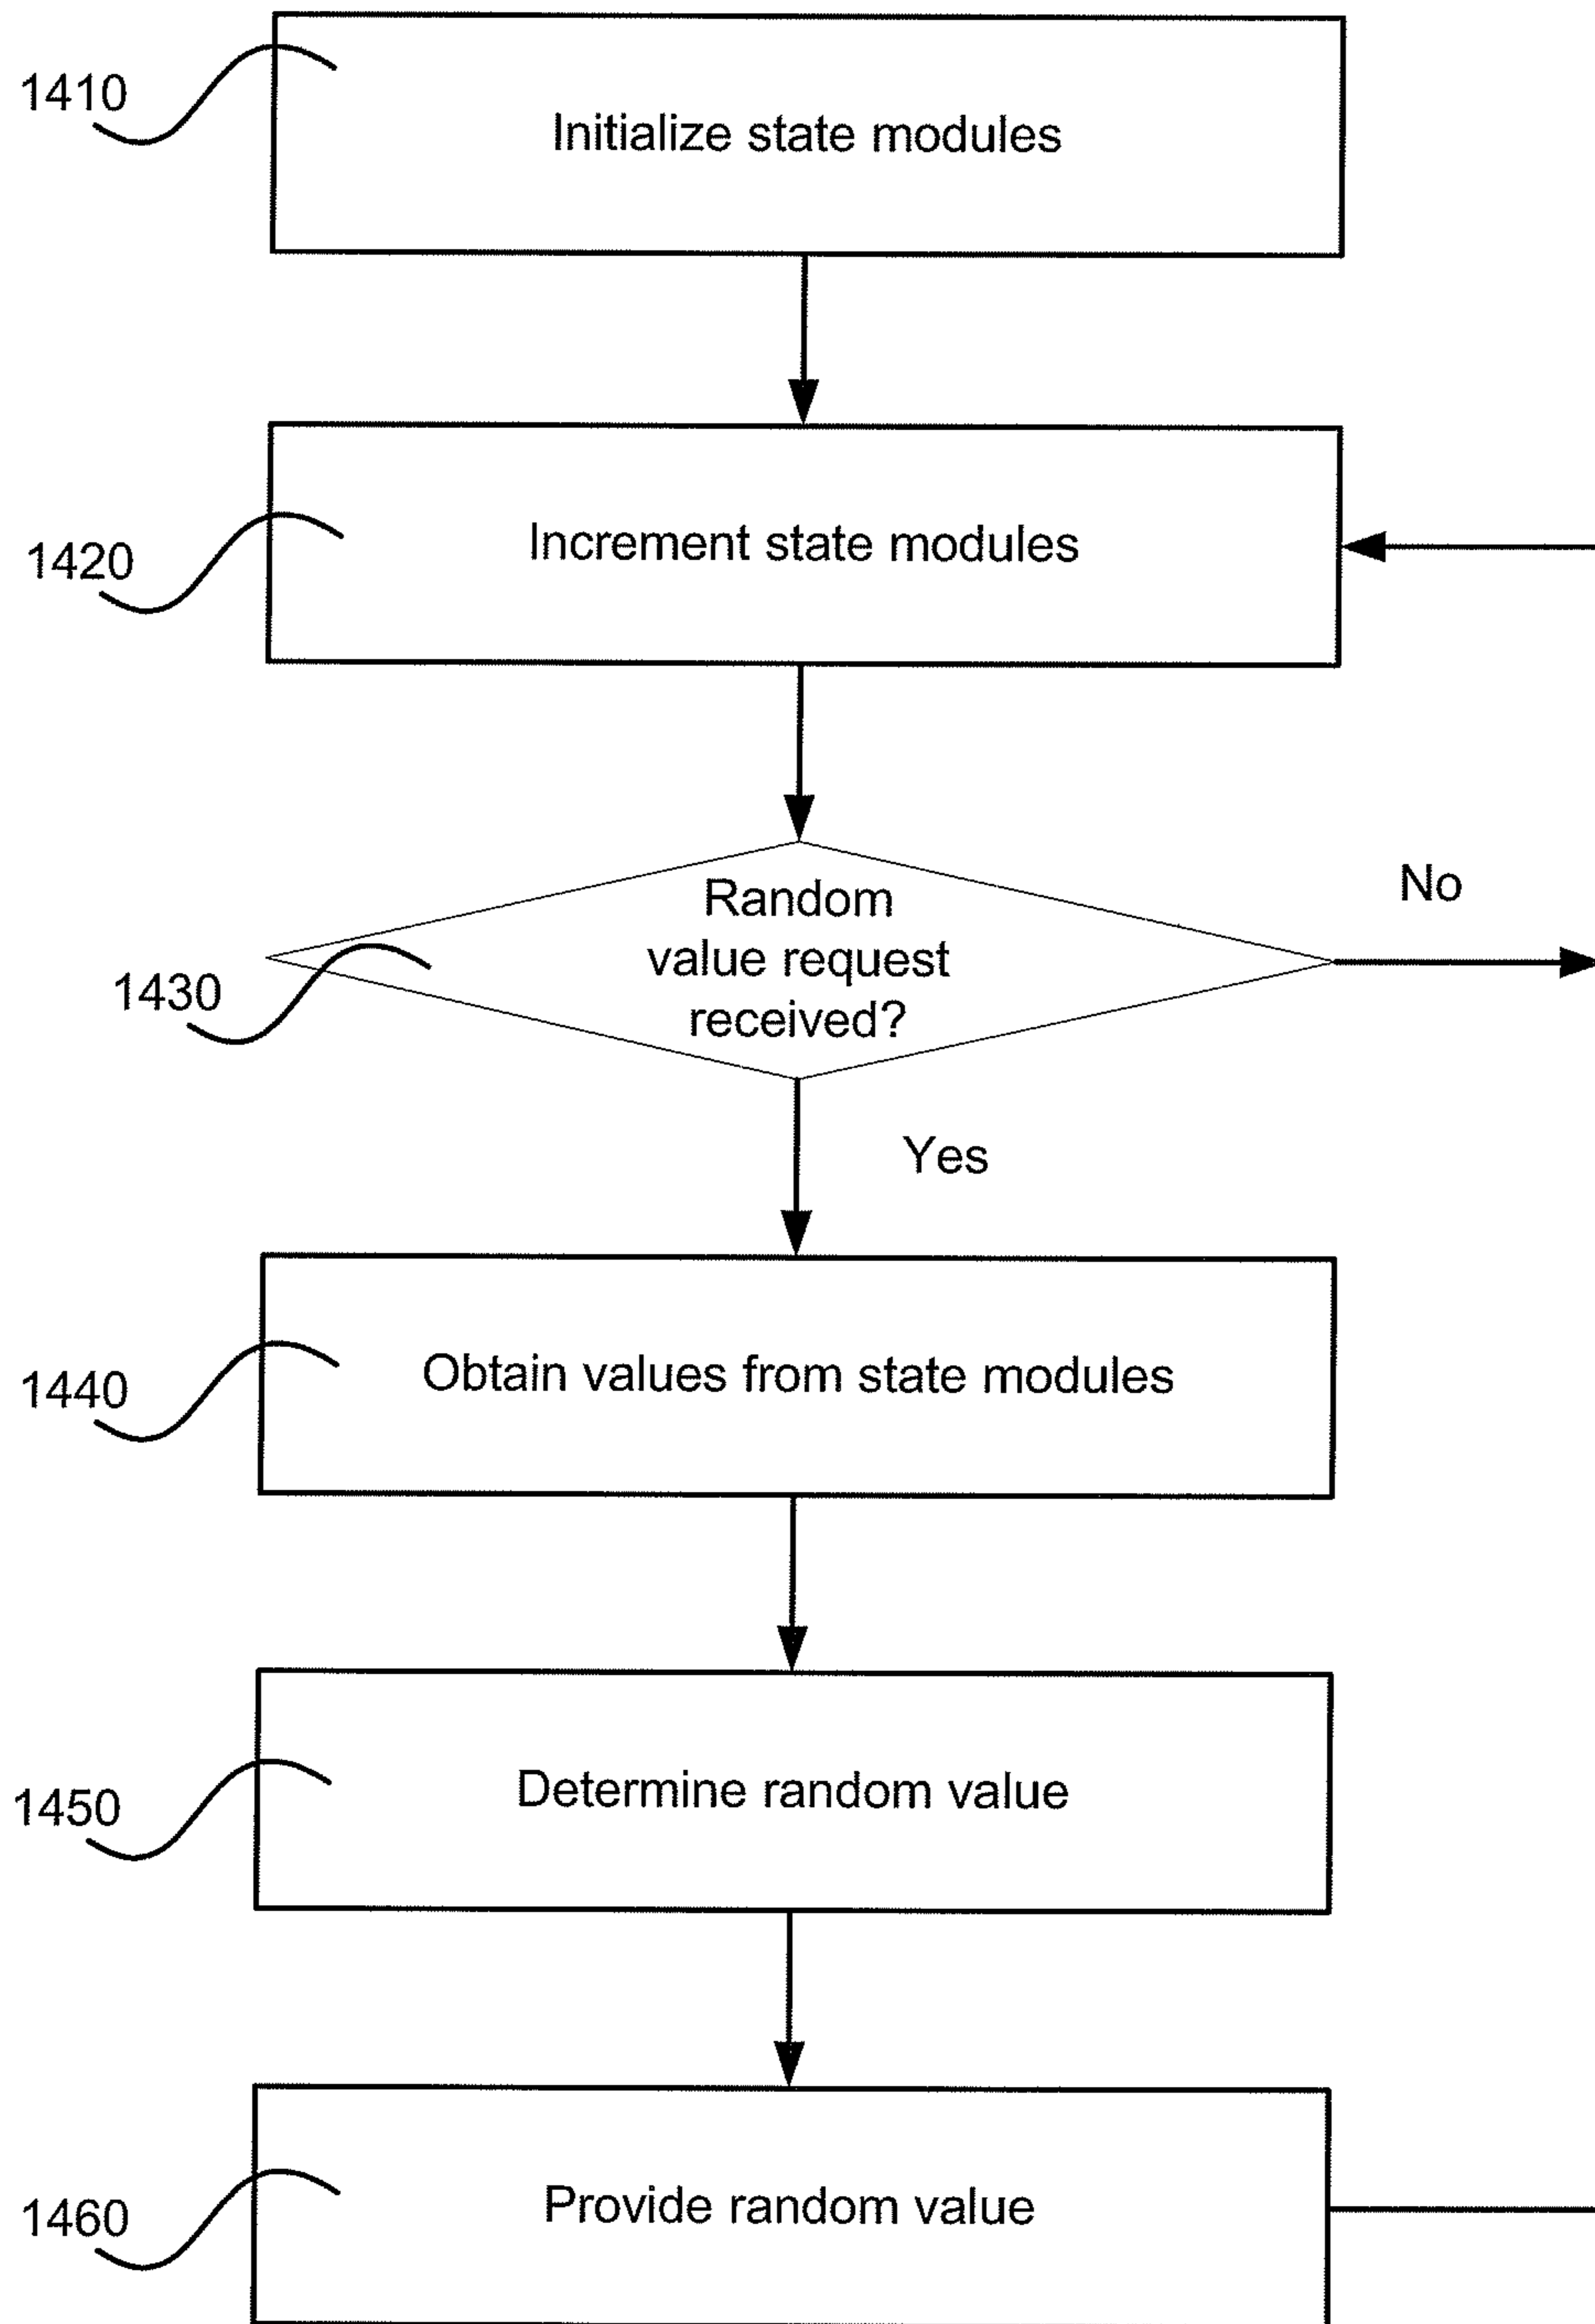 1410
Initialize state modules
1420
Increment state modules
Random
value request
received?
No
1430
Yes
1440
Obtain values from state modules
1450
Determine random value
1460
Provide random value